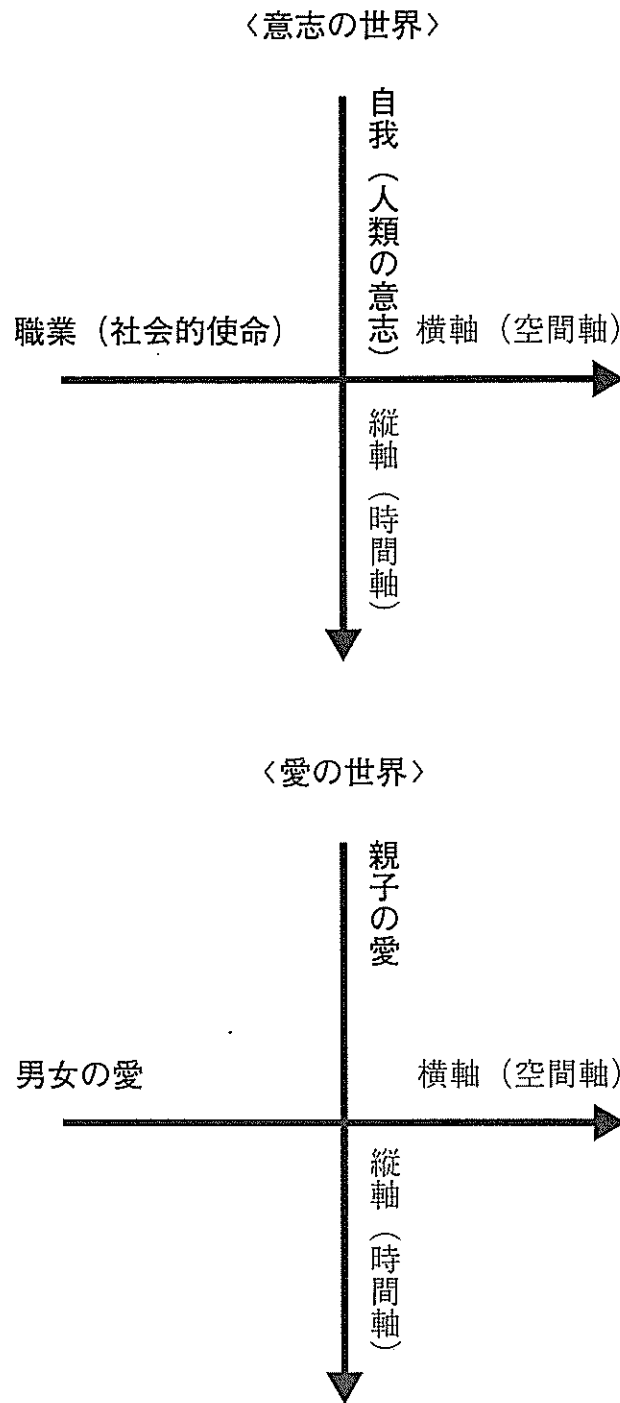 〈意志の世界〉
自我（人類の意志）
職業（社会的使命）
横軸（空間軸）
縦軸（時間軸）
〈愛の世界〉
親子の愛
男女の愛
横軸（空間軸）
縦軸（時間軸）